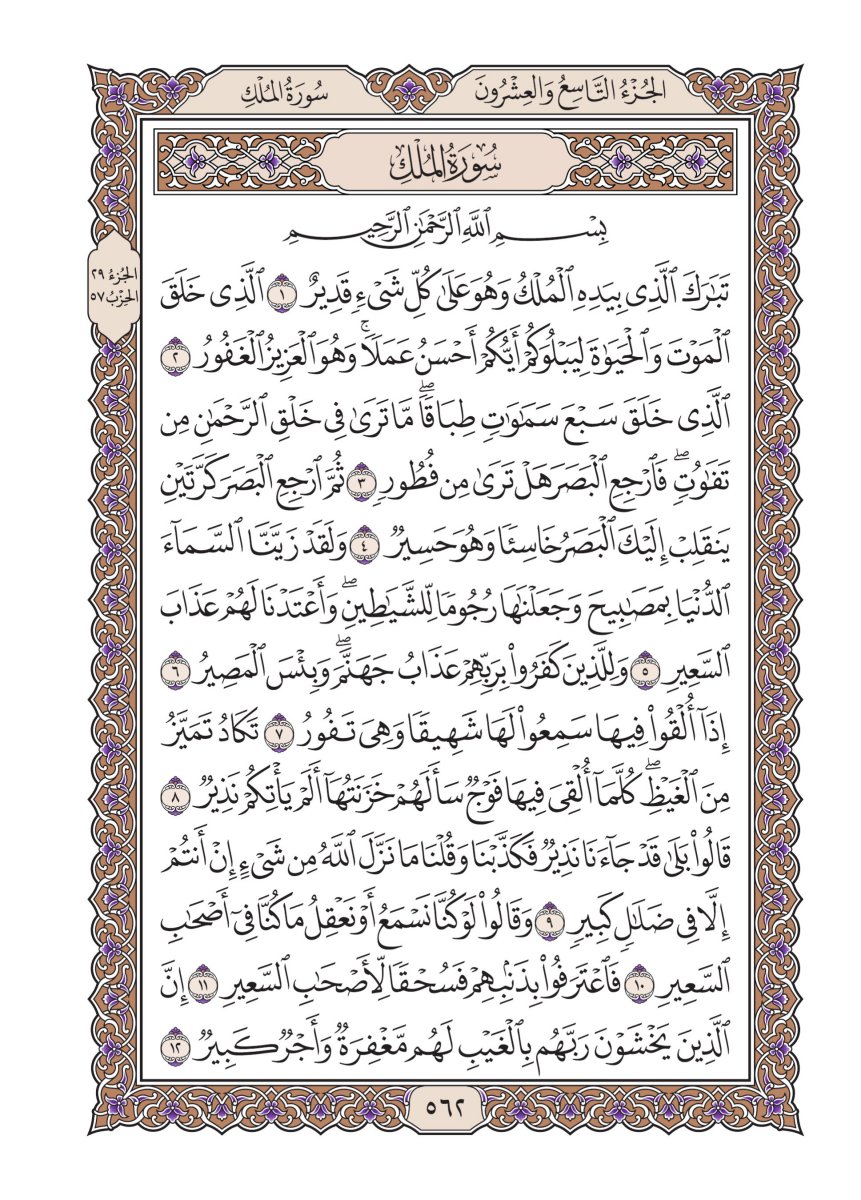 الجُزْءُ التَّاسِعُ وَالعِشْرُونَ
سُورَةُ المُلْكِ
سُورَةُ المُلْكِ
بِسْمِ ٱللَّهِ ٱلرَّحْمَٰنِ ٱلرَّحِيمِ
الجُزْءُ ٢٩
الحِزْبُ ٥٧
تَبَٰرَكَ ٱلَّذِى بِيَدِهِ ٱلْمُلْكُ وَهُوَ عَلَىٰ كُلِّ شَىْءٍ قَدِيرٌ ١ ٱلَّذِى خَلَقَ
ٱلْمَوْتَ وَٱلْحَيَوٰةَ لِيَبْلُوَكُمْ أَيُّكُمْ أَحْسَنُ عَمَلًا ۚ وَهُوَ ٱلْعَزِيزُ ٱلْغَفُورُ ٢
ٱلَّذِى خَلَقَ سَبْعَ سَمَٰوَٰتٍ طِبَاقًا ۖ مَّا تَرَىٰ فِى خَلْقِ ٱلرَّحْمَٰنِ مِن
تَفَٰوُتٍ ۖ فَٱرْجِعِ ٱلْبَصَرَ هَلْ تَرَىٰ مِن فُطُورٍ ٣ ثُمَّ ٱرْجِعِ ٱلْبَصَرَ كَرَّتَيْنِ
يَنقَلِبْ إِلَيْكَ ٱلْبَصَرُ خَاسِئًا وَهُوَ حَسِيرٌ ٤ وَلَقَدْ زَيَّنَّا ٱلسَّمَآءَ
ٱلدُّنْيَا بِمَصَٰبِيحَ وَجَعَلْنَٰهَا رُجُومًا لِّلشَّيَٰطِينِ ۖ وَأَعْتَدْنَا لَهُمْ عَذَابَ
ٱلسَّعِيرِ ٥ وَلِلَّذِينَ كَفَرُوا۟ بِرَبِّهِمْ عَذَابُ جَهَنَّمَ ۖ وَبِئْسَ ٱلْمَصِيرُ ٦
إِذَآ أُلْقُوا۟ فِيهَا سَمِعُوا۟ لَهَا شَهِيقًا وَهِىَ تَفُورُ ٧ تَكَادُ تَمَيَّزُ
مِنَ ٱلْغَيْظِ ۖ كُلَّمَآ أُلْقِىَ فِيهَا فَوْجٌ سَأَلَهُمْ خَزَنَتُهَآ أَلَمْ يَأْتِكُمْ نَذِيرٌ ٨
قَالُوا۟ بَلَىٰ قَدْ جَآءَنَا نَذِيرٌ فَكَذَّبْنَا وَقُلْنَا مَا نَزَّلَ ٱللَّهُ مِن شَىْءٍ إِنْ أَنتُمْ
إِلَّا فِى ضَلَٰلٍ كَبِيرٍ ٩ وَقَالُوا۟ لَوْ كُنَّا نَسْمَعُ أَوْ نَعْقِلُ مَا كُنَّا فِىٓ أَصْحَٰبِ
ٱلسَّعِيرِ ١٠ فَٱعْتَرَفُوا۟ بِذَنۢبِهِمْ فَسُحْقًا لِّأَصْحَٰبِ ٱلسَّعِيرِ ١١ إِنَّ
ٱلَّذِينَ يَخْشَوْنَ رَبَّهُم بِٱلْغَيْبِ لَهُم مَّغْفِرَةٌ وَأَجْرٌ كَبِيرٌ ١٢
٥٦٢